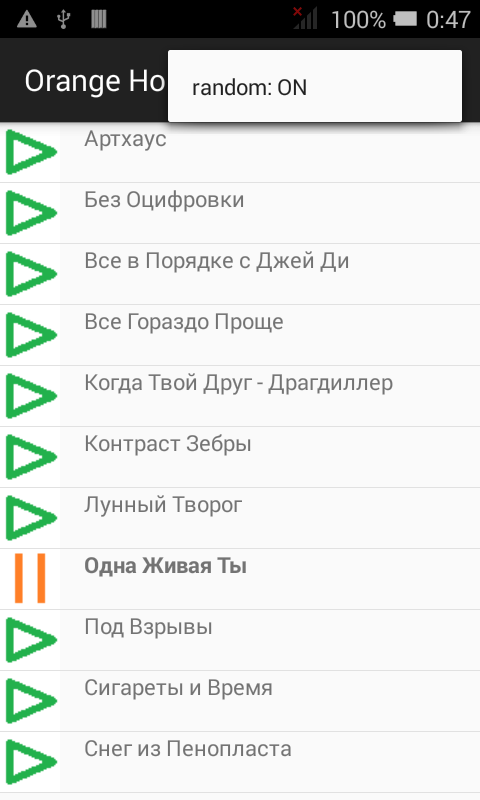 100% 0:47
Orange Ho
random: ON
Артхаус
Без Оцифровки
Все в Порядке с Джей Ди
Все Гораздо Проще
Когда Твой Друг - Драгдиллер
Контраст Зебры
Лунный Творог
Одна Живая Ты
Под Взрывы
Сигареты и Время
Снег из Пенопласта